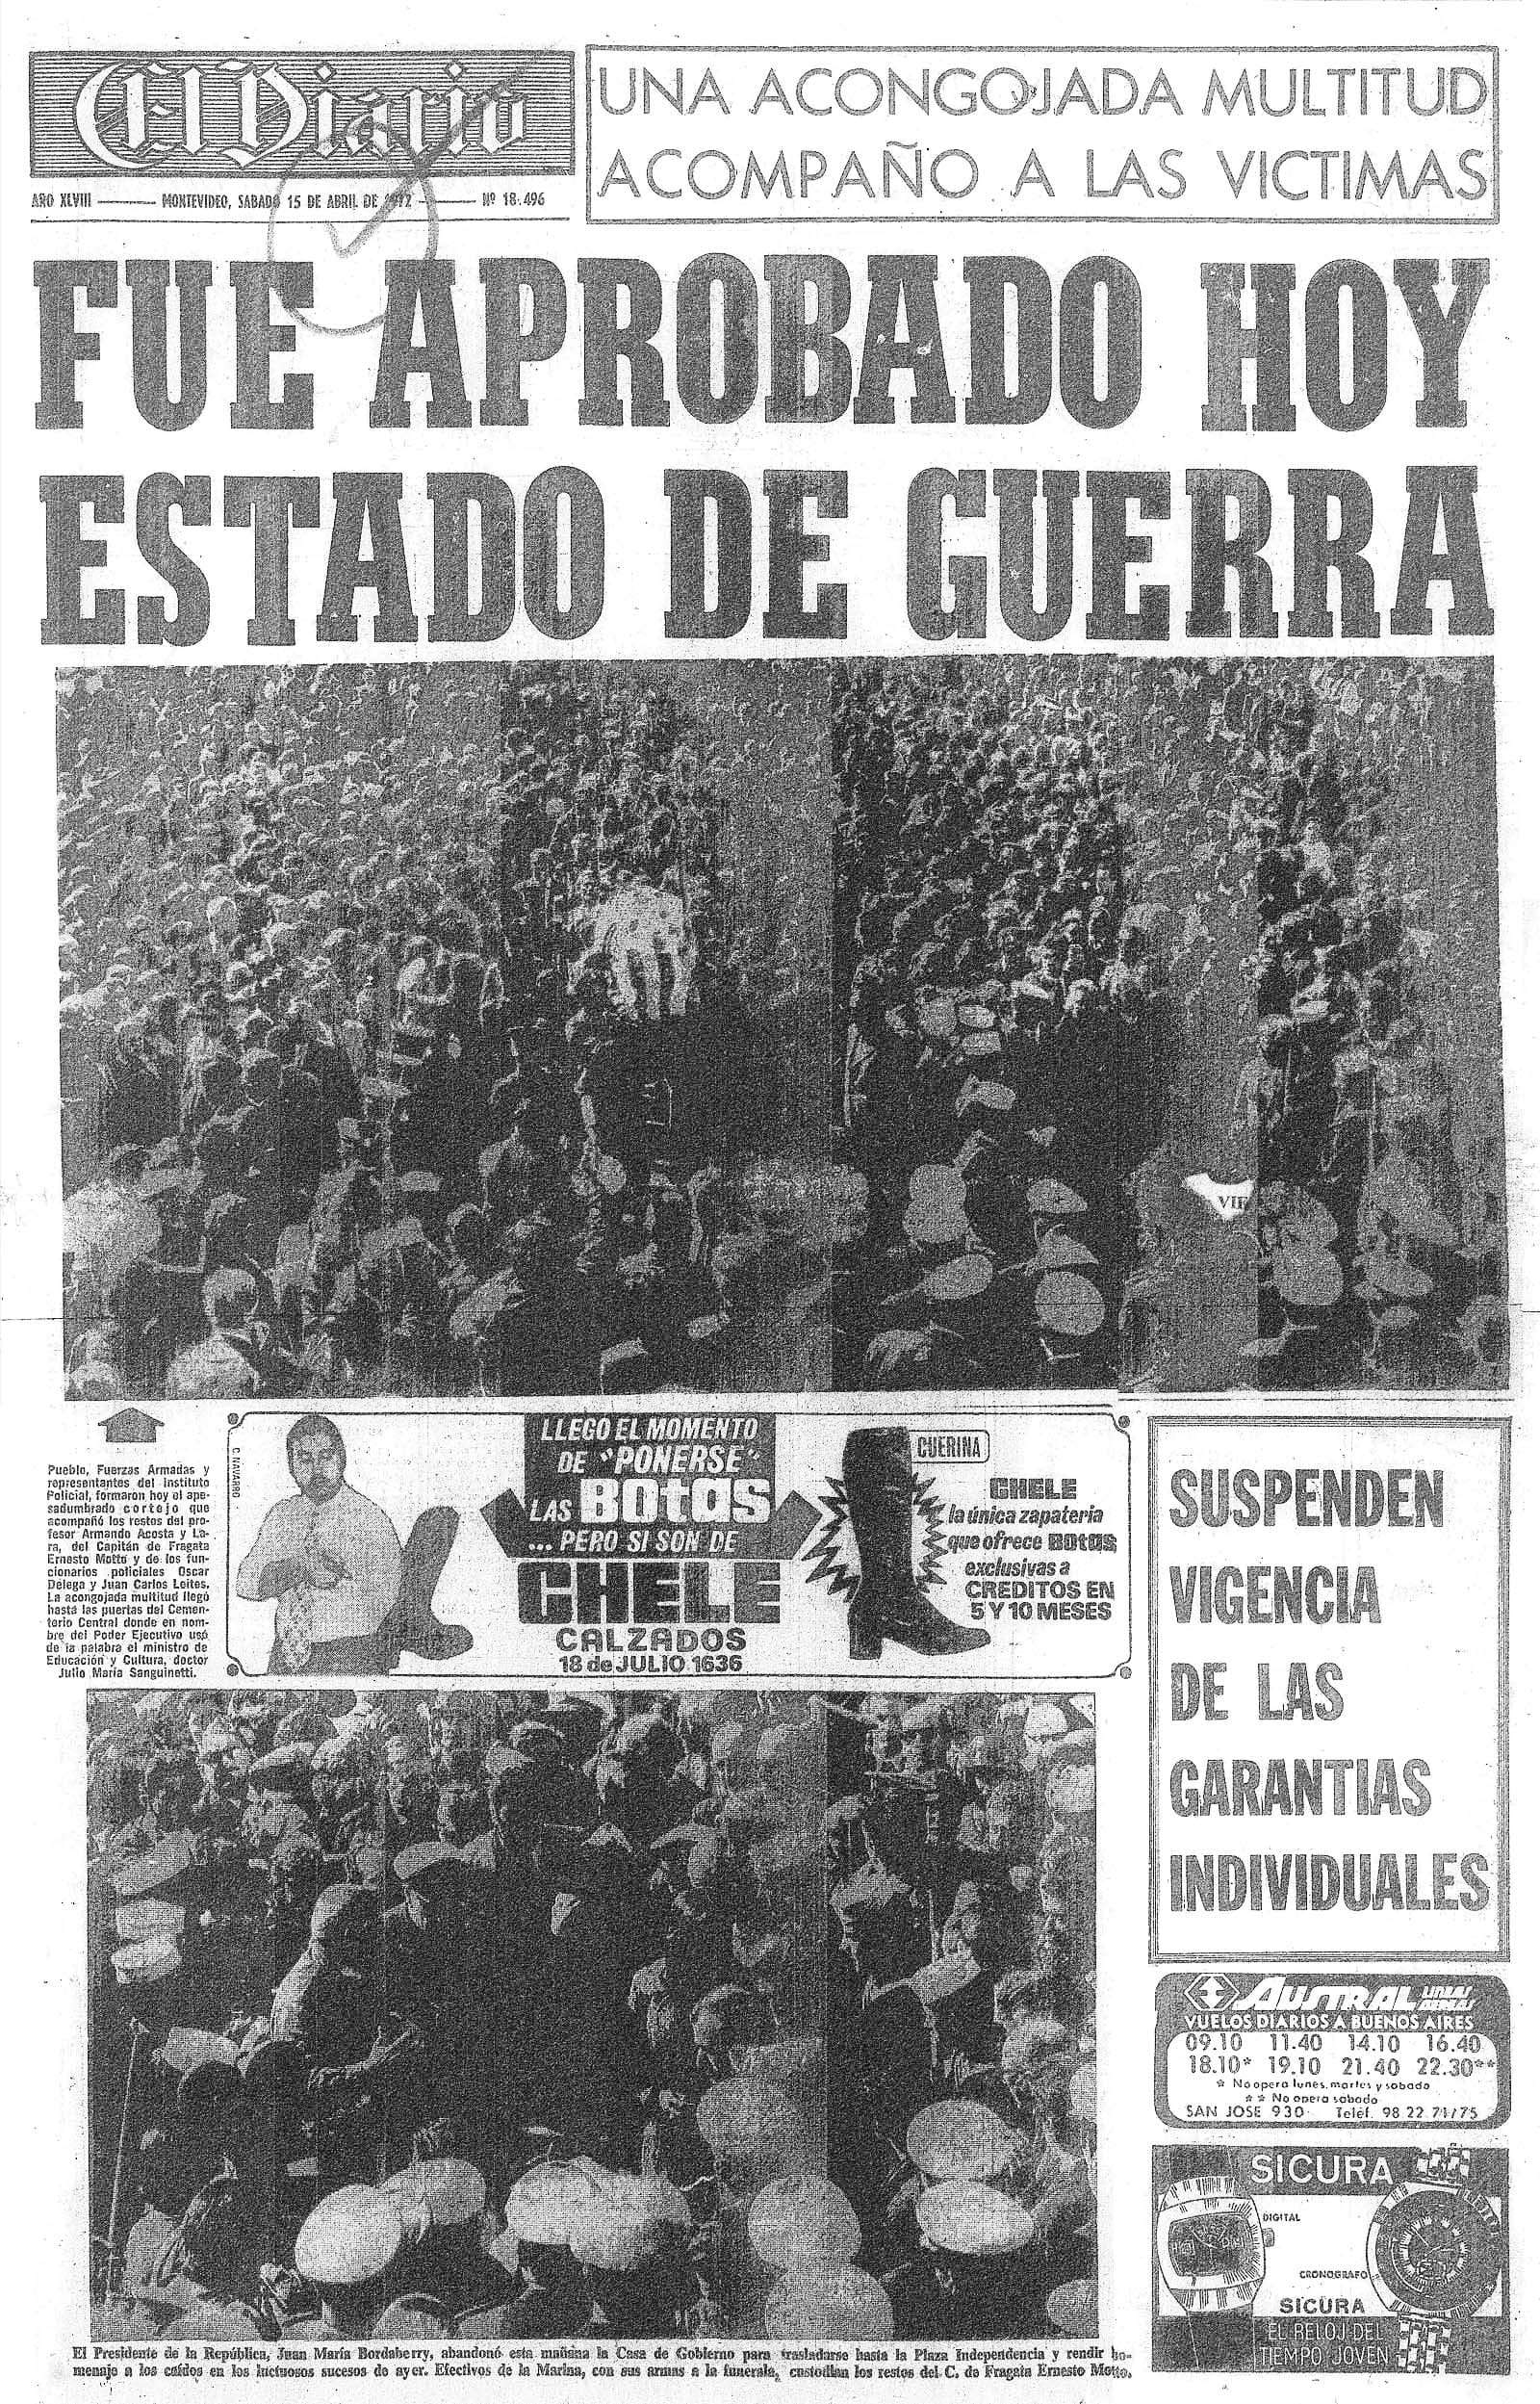 El Diario
AÑO XLVIII — MONTEVIDEO, SABADO 15 DE ABRIL DE 1972 — Nº 18.496
UNA ACONGOJADA MULTITUD
ACOMPAÑO A LAS VICTIMAS
FUE APROBADO HOY
ESTADO DE GUERRA
VIE
Pueblo, Fuerzas Armadas y
representantes del Instituto
Policial, formaron hoy el ape-
sadumbrado cortejo que
acompañó los restos del pro-
fesor Armando Acosta y La-
ra, del Capitán de Fragata
Ernesto Motto y de los fun-
cionarios policiales Oscar
Delega y Juan Carlos Leites.
La acongojada multitud llegó
hasta las puertas del Cemen-
terio Central donde en nom-
bre del Poder Ejecutivo usó
de la palabra el ministro de
Educación y Cultura, doctor
Julio María Sanguinetti.
C NAVARRO
LLEGO EL MOMENTO
DE "PONERSE"
LAS BOTAS
... PERO SI SON DE
CHELE
CALZADOS
18 de JULIO 1636
CUERINA
CHELE
la única zapateria
que ofrece BOTAS
exclusivas a
CREDITOS EN
5 Y 10 MESES
SUSPENDEN
VIGENCIA
DE LAS
GARANTIAS
INDIVIDUALES
AUSTRAL LINEAS AEREAS
VUELOS DIARIOS A BUENOS AIRES
09.10 11.40 14.10 16.40
18.10* 19.10 21.40 22.30**
* No opera lunes, martes y sabado
** No opera sabado
SAN JOSE 930 Teléf. 98 22 71/75
SICURA
DIGITAL
CRONOGRAFO
SICURA
EL RELOJ DEL
TIEMPO JOVEN
El Presidente de la República, Juan María Bordaberry, abandonó esta mañana la Casa de Gobierno para trasladarse hasta la Plaza Independencia y rendir ho-
menaje a los caídos en los luctuosos sucesos de ayer. Efectivos de la Marina, con sus armas a la funerala, custodian los restos del C. de Fragata Ernesto Motto.